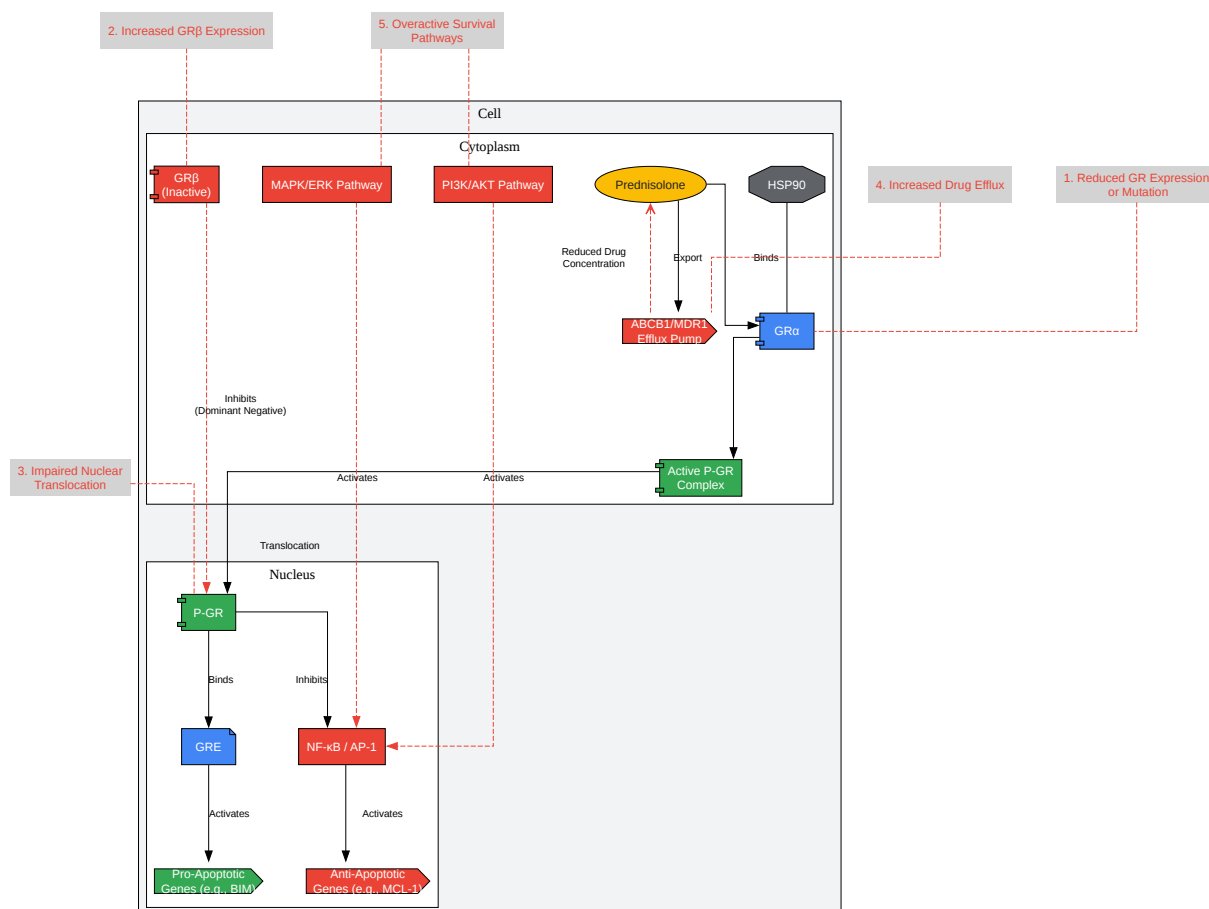 2. Increased GRβ Expression
5. Overactive Survival
Pathways
Cell
Cytoplasm
GRβ
(Inactive)
MAPK/ERK Pathway
PI3K/AKT Pathway
Prednisolone
HSP90
4. Increased Drug Efflux
1. Reduced GR Expression
or Mutation
Reduced Drug
Concentration
Export
Binds
ABCB1/MDR1
Efflux Pump
GRα
Inhibits
(Dominant Negative)
3. Impaired Nuclear
Translocation
Activates
Activates
Active P-GR
Complex
Translocation
Nucleus
P-GR
Binds
Inhibits
GRE
NF-κB / AP-1
Activates
Activates
Pro-Apoptotic
Genes (e.g., BIM)
Anti-Apoptotic
Genes (e.g., MCL-1)